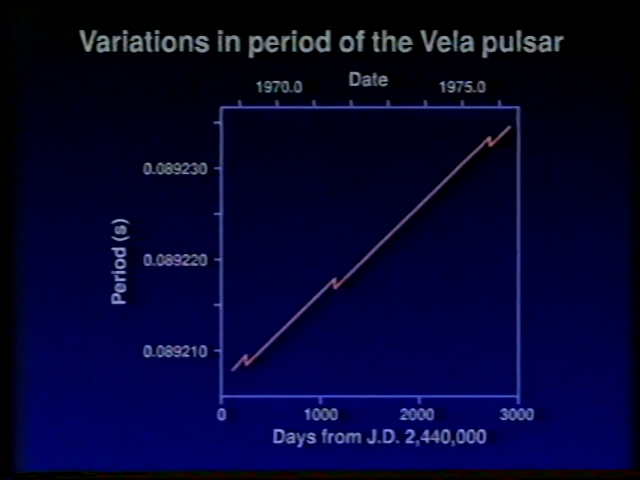 Variations in period of the Vela pulsar
Date
1970.0 1975.0
0.089230
0.089220
0.089210
Period (s)
0 1000 2000 3000
Days from J.D. 2,440,000